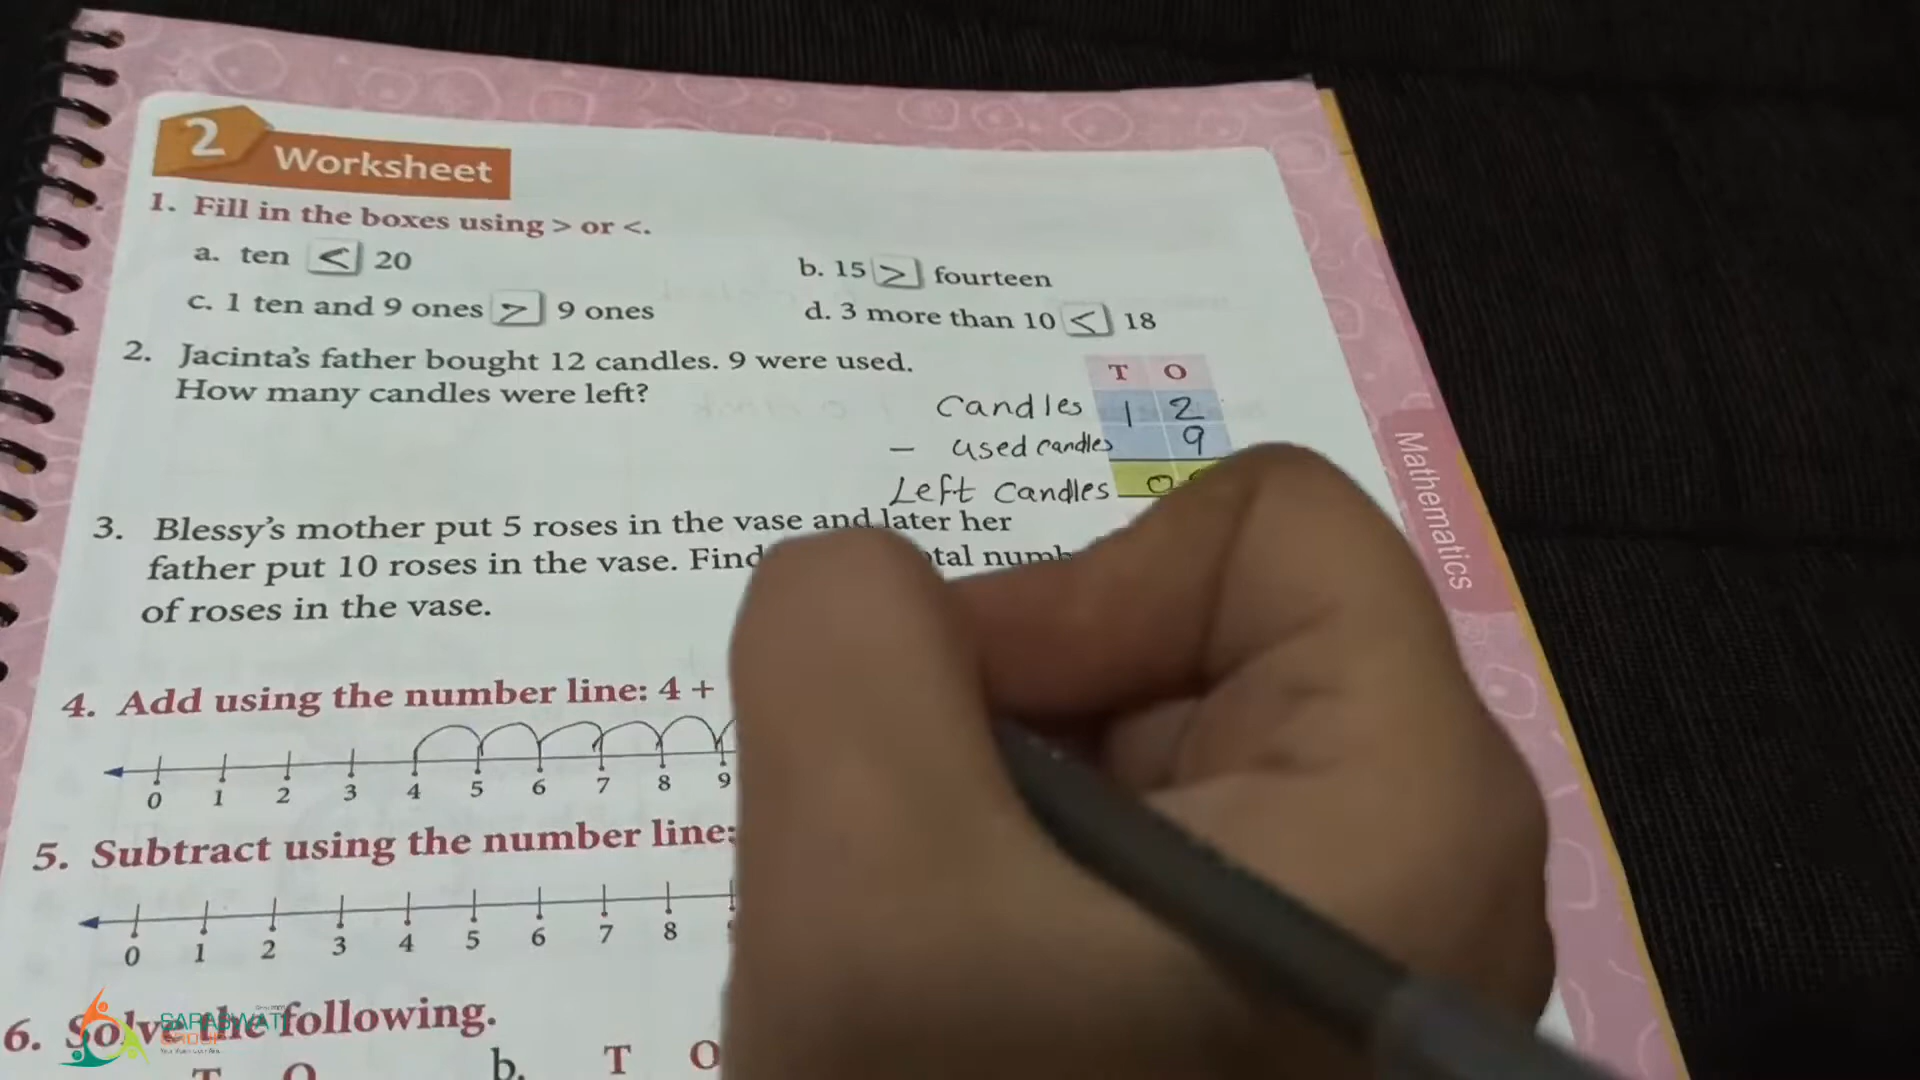 2
Worksheet
1. Fill in the boxes using > or <.
a. ten < 20
b. 15 > fourteen
c. 1 ten and 9 ones > 9 ones
d. 3 more than 10 < 18
2. Jacinta's father bought 12 candles. 9 were used.
How many candles were left?
T O
Candles 1 2
— used candles 9
Left Candles 0
3. Blessy's mother put 5 roses in the vase and later her
father put 10 roses in the vase. Find
of roses in the vase.
4. Add using the number line: 4 +
0 1 2 3 4 5 6 7 8 9
5. Subtract using the number line:
0 1 2 3 4 5 6 7 8
6. Solve the following.
T O
b. T O
Mathematics
SARASWATI
GROUP